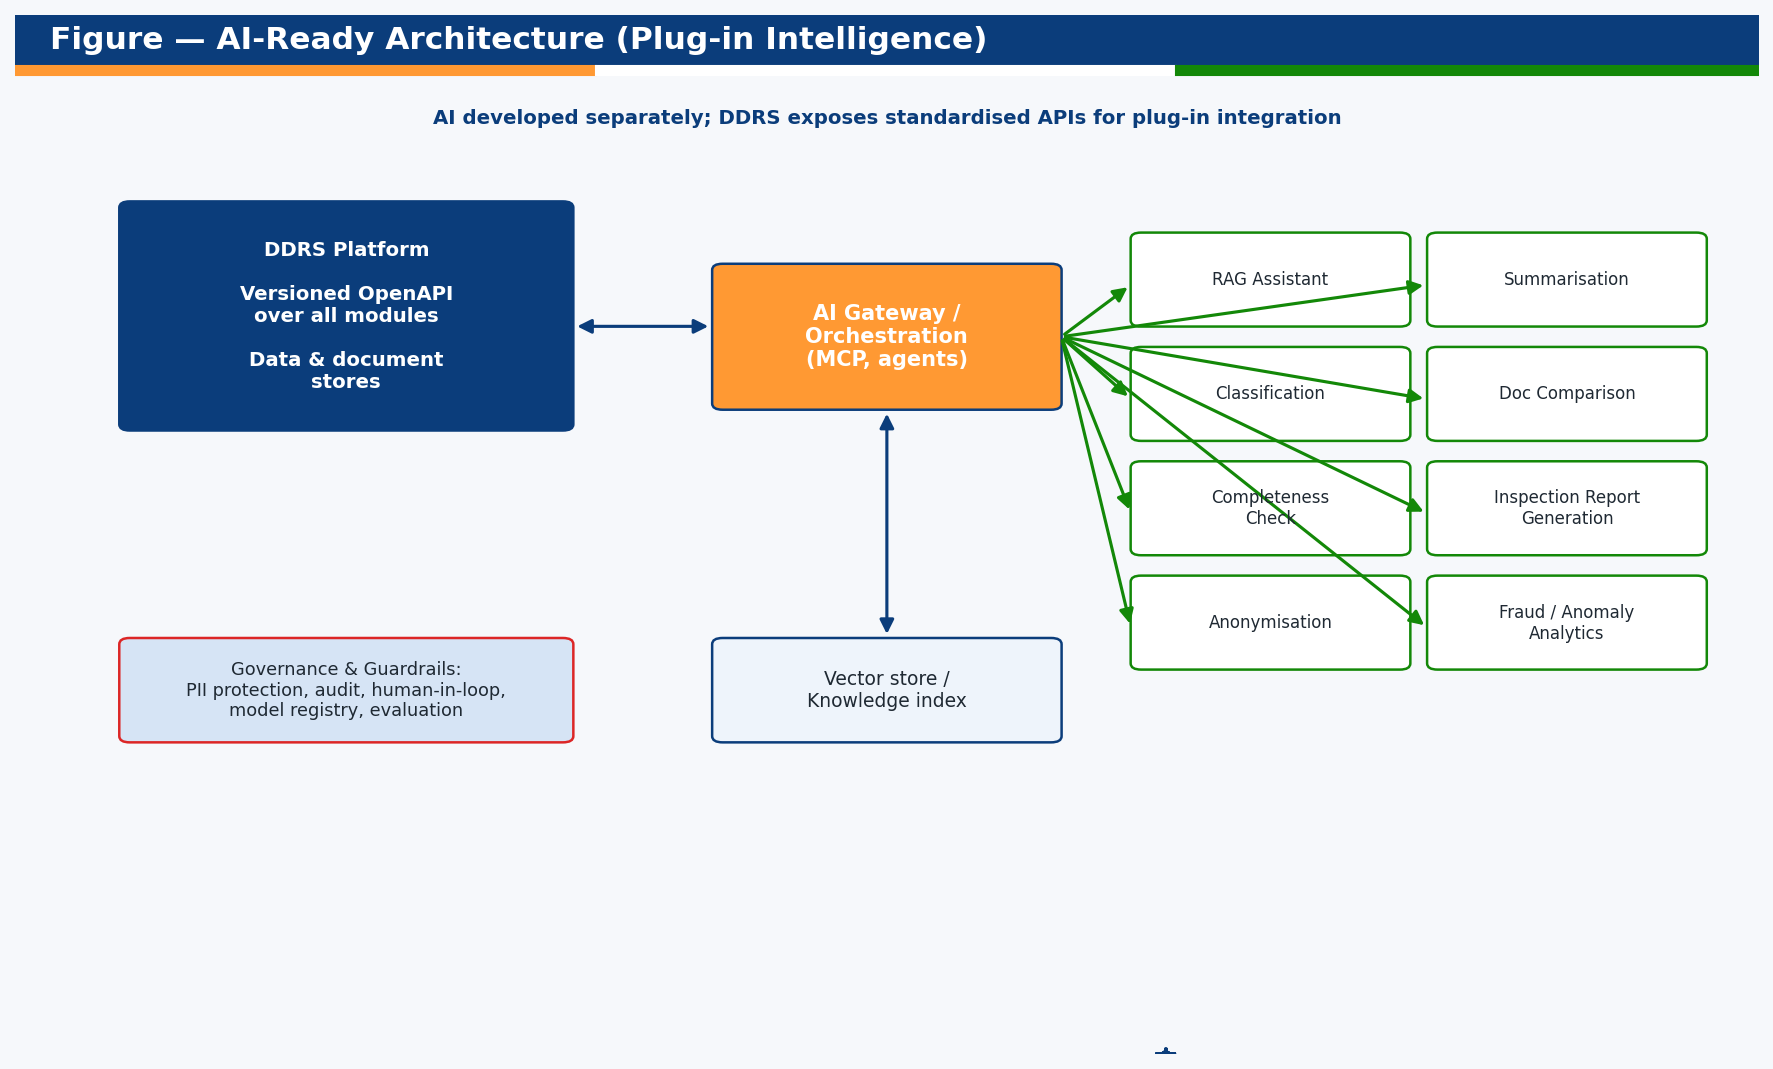 Figure — AI-Ready Architecture (Plug-in Intelligence)
AI developed separately; DDRS exposes standardised APIs for plug-in integration
DDRS Platform
Versioned OpenAPI
over all modules
Data & document
stores
AI Gateway /
Orchestration
(MCP, agents)
RAG Assistant
Summarisation
Classification
Doc Comparison
Completeness
Check
Inspection Report
Generation
Anonymisation
Fraud / Anomaly
Analytics
Governance & Guardrails:
PII protection, audit, human-in-loop,
model registry, evaluation
Vector store /
Knowledge index